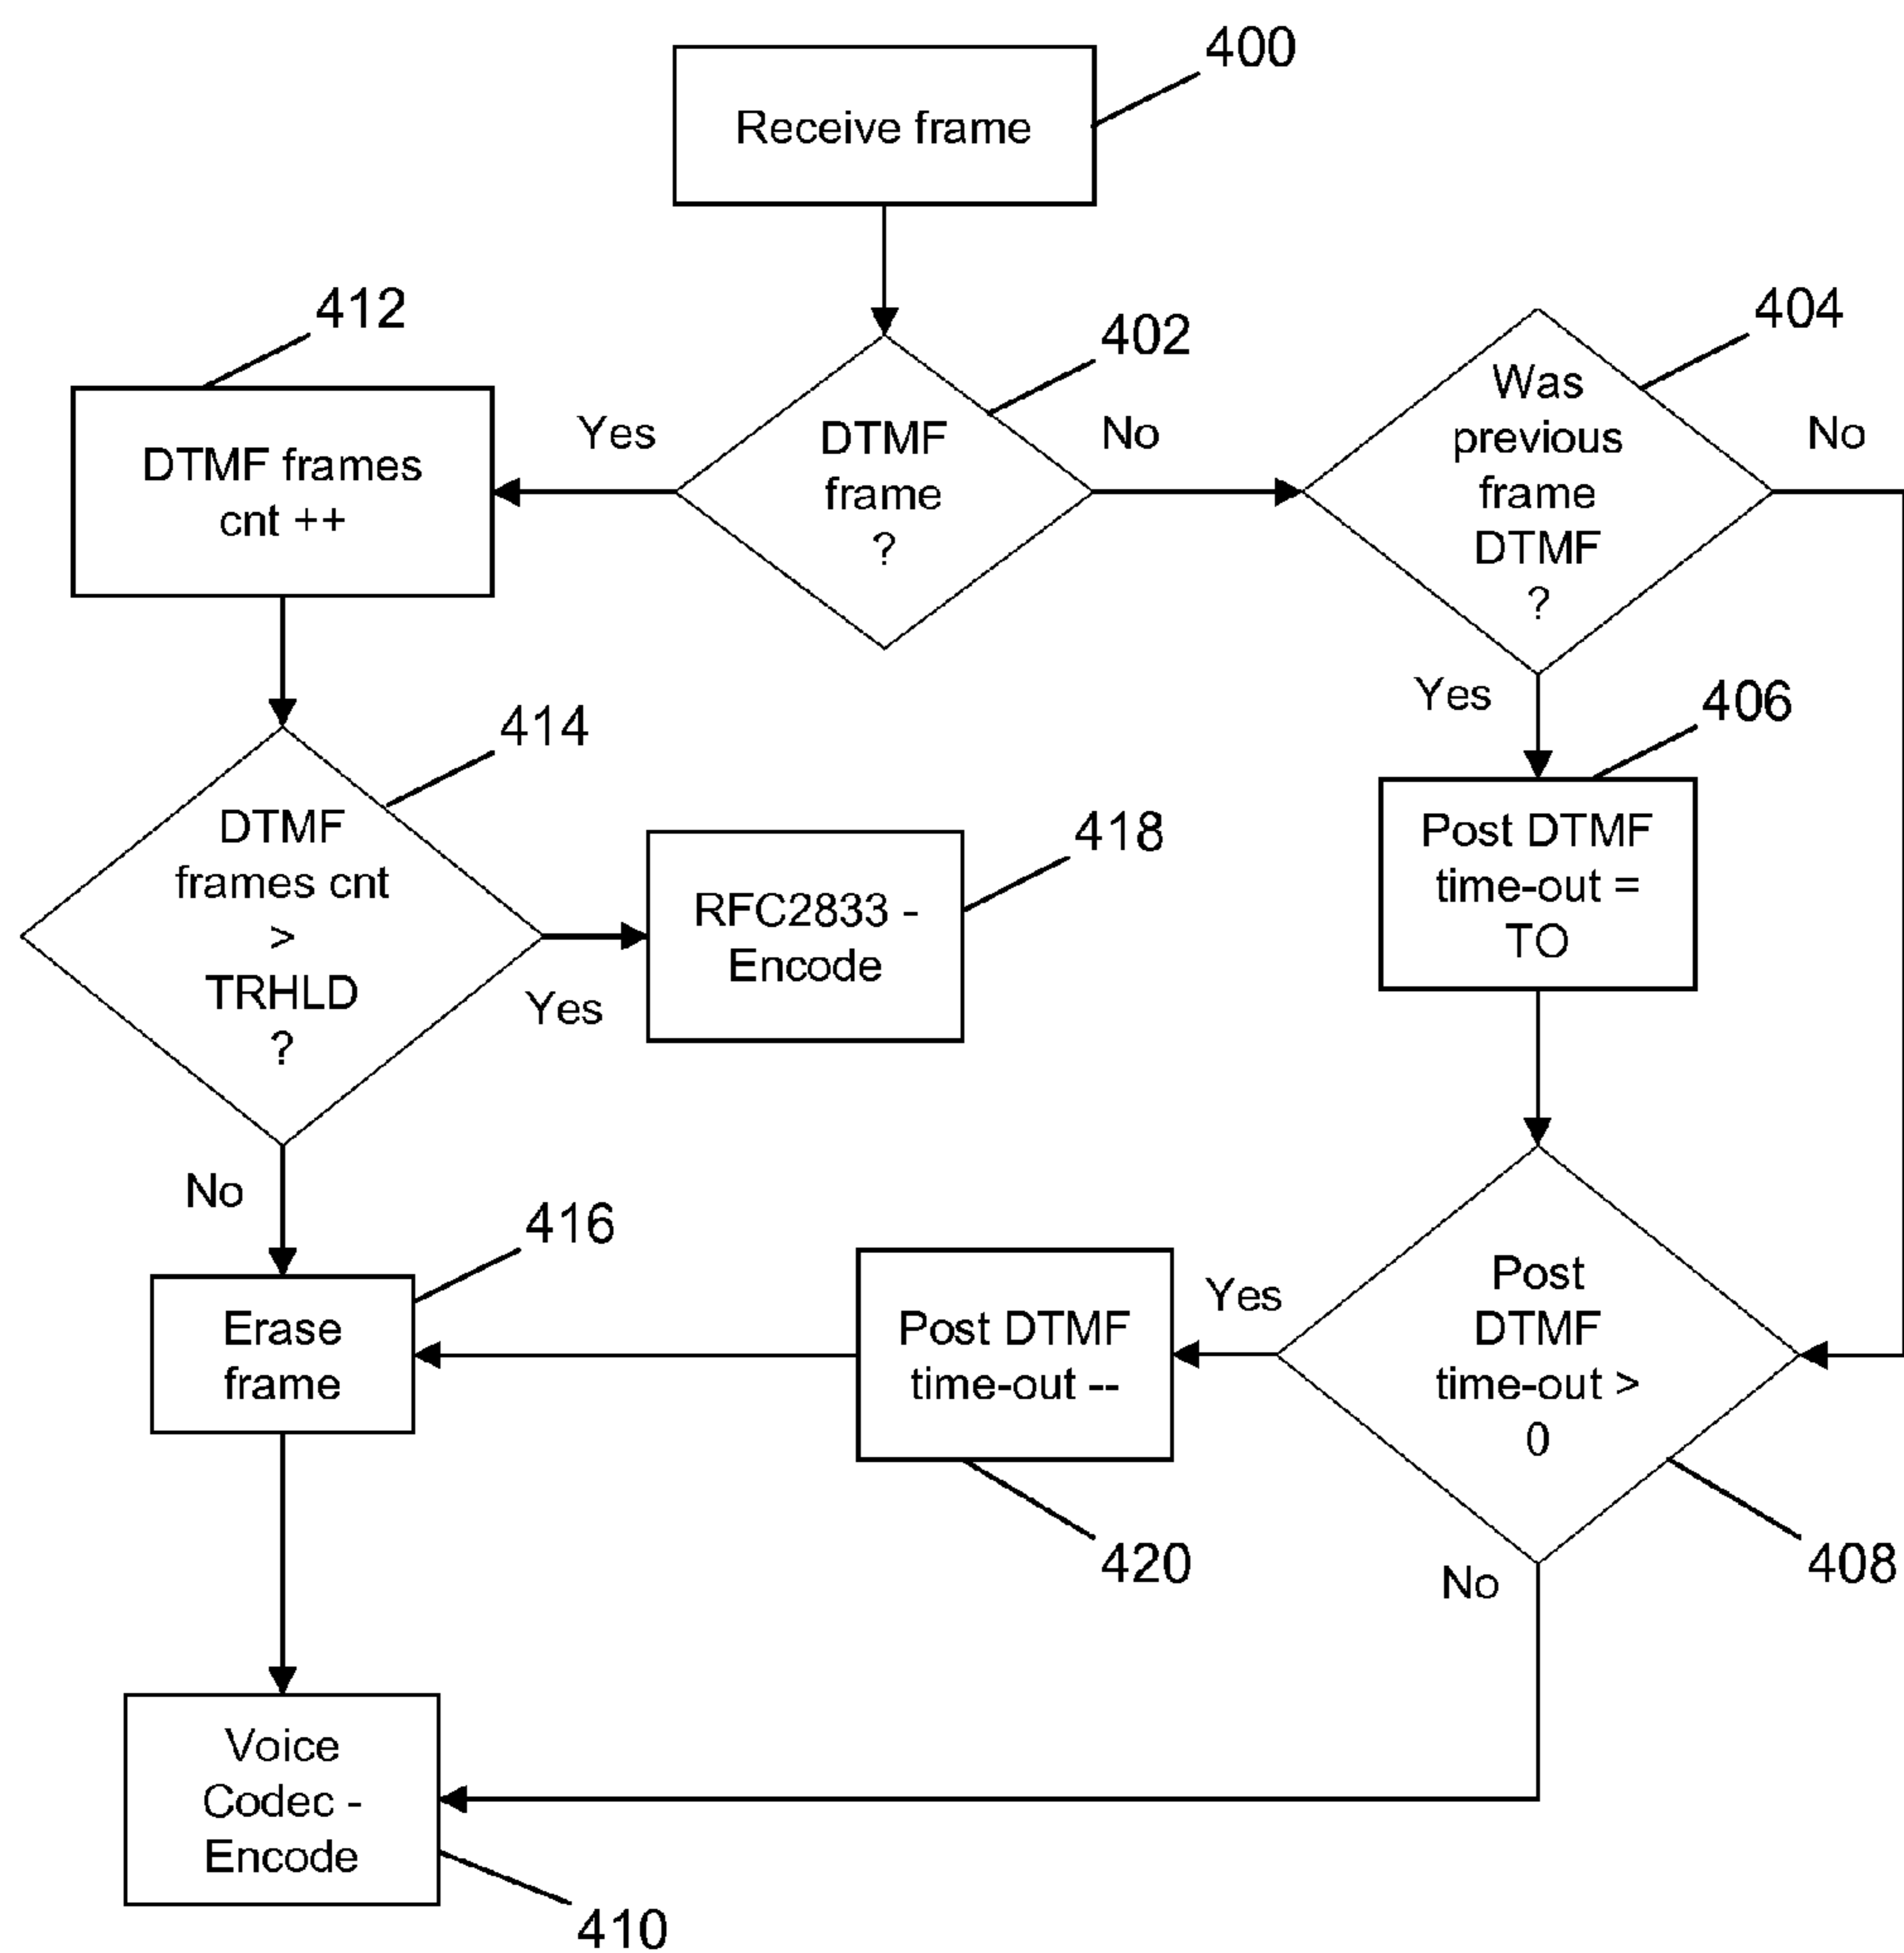 400
Receive frame
412
402
404
DTMF frames
cnt ++
Yes
DTMF
frame
?
No
Was
previous
frame
DTMF
?
No
Yes
406
414
DTMF
frames cnt
>
TRHLD
?
418
RFC2833 -
Encode
Yes
Post DTMF
time-out =
TO
No
416
Erase
frame
Post DTMF
time-out --
Yes
Post
DTMF
time-out >
0
420
No
408
Voice
Codec -
Encode
410